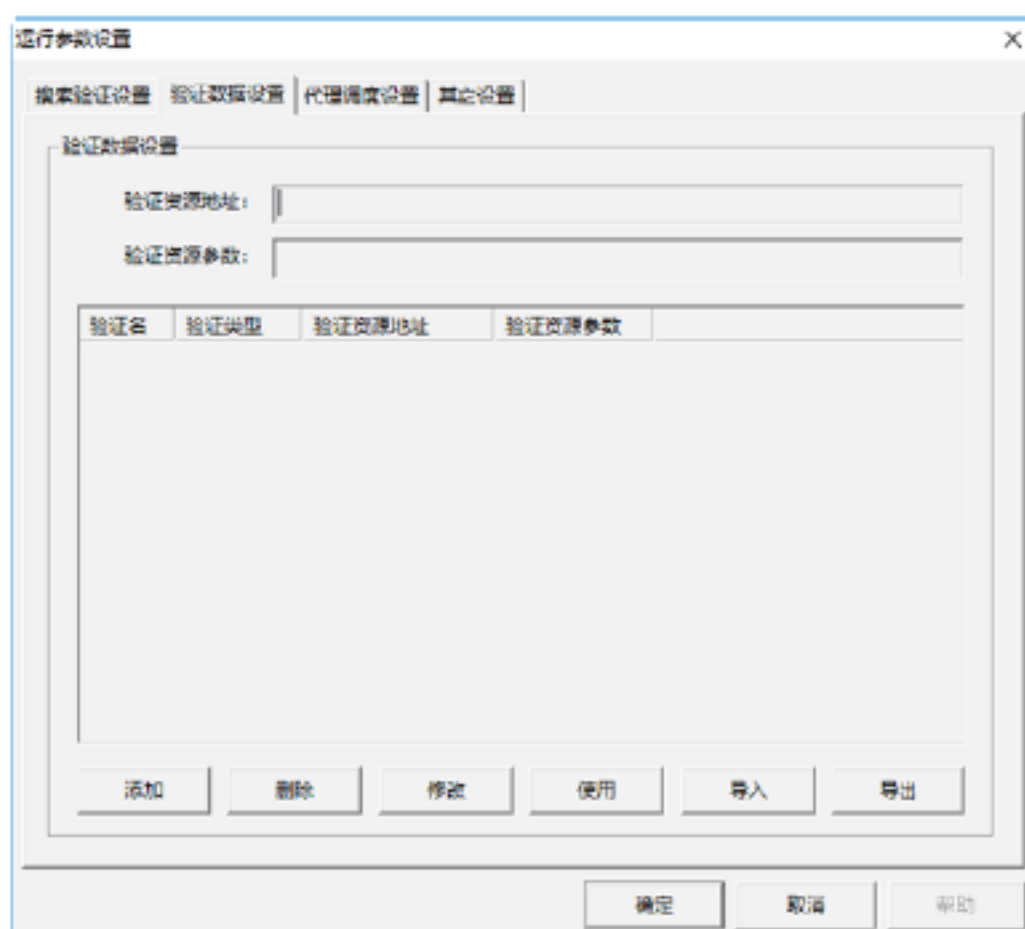 运行参数设置
搜索验证设置 验证数据设置 代理调度设置 其它设置
验证数据设置
验证资源地址：
验证资源参数：
验证名 验证类型 验证资源地址 验证资源参数
添加 删除 修改 使用 导入 导出
确定 取消 帮助